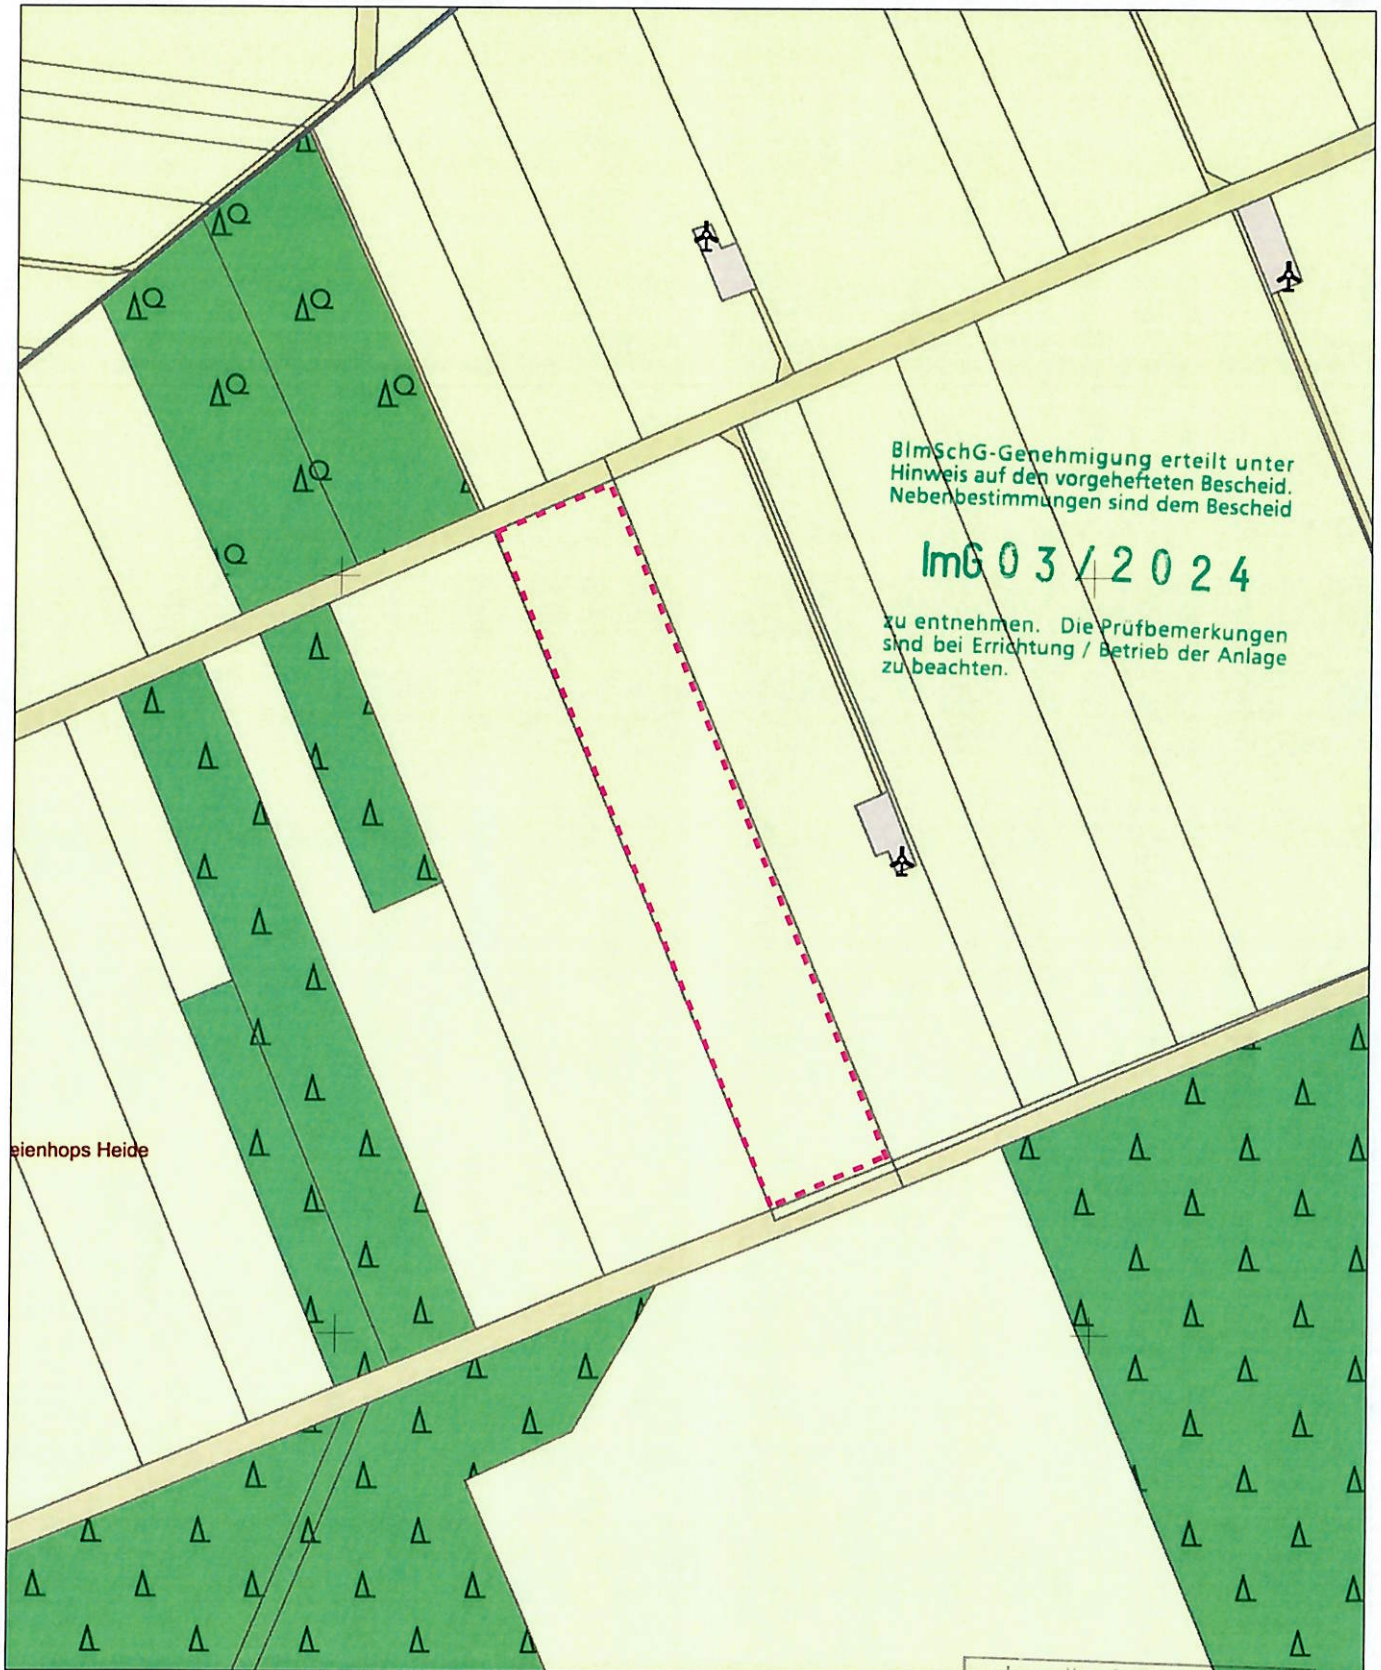 BImSchG-Genehmigung erteilt unter
Hinweis auf den vorgehefteten Bescheid.
Nebenbestimmungen sind dem Bescheid
ImG 03/2024
zu entnehmen. Die Prüfbemerkungen
sind bei Errichtung / Betrieb der Anlage
zu beachten.
eienhops Heide